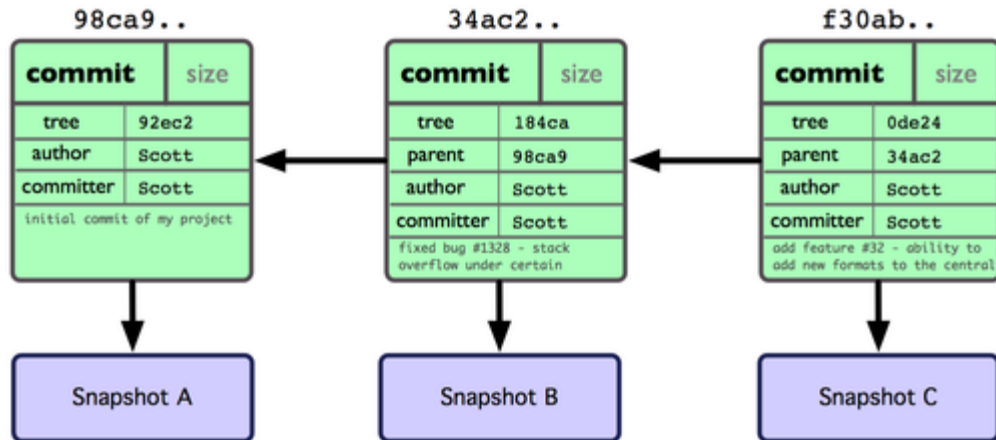 98ca9..
34ac2..
f30ab..
commit size
tree 92ec2
author Scott
committer Scott
initial commit of my project
commit size
tree 184ca
parent 98ca9
author Scott
committer Scott
fixed bug #1328 - stack
overflow under certain
commit size
tree 0de24
parent 34ac2
author Scott
committer Scott
add feature #32 - ability to
add new formats to the central
Snapshot A
Snapshot B
Snapshot C